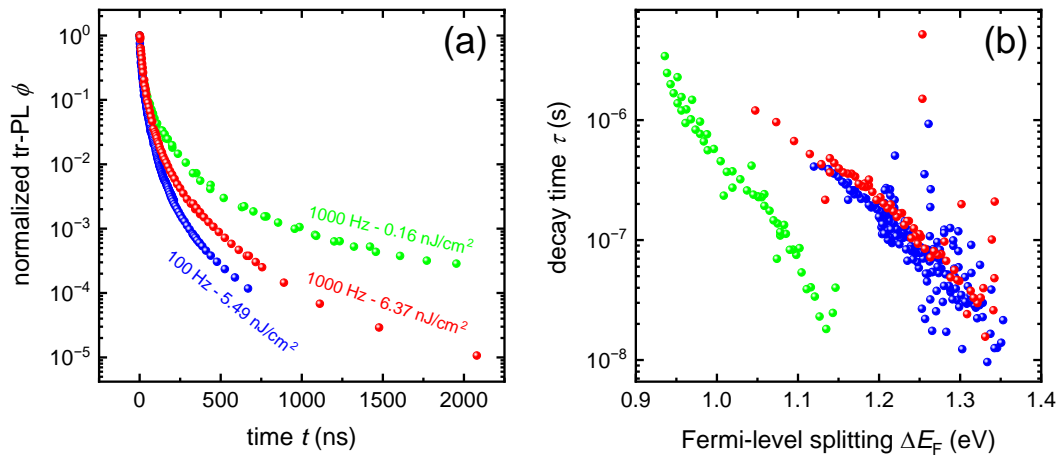 (a)
normalized tr-PL ϕ
10⁰
10⁻¹
10⁻²
10⁻³
10⁻⁴
10⁻⁵
1000 Hz - 0.16 nJ/cm²
1000 Hz - 6.37 nJ/cm²
100 Hz - 5.49 nJ/cm²
0 500 1000 1500 2000
time t (ns)
(b)
decay time τ (s)
10⁻⁶
10⁻⁷
10⁻⁸
0.9 1.0 1.1 1.2 1.3 1.4
Fermi-level splitting ΔE_F (eV)